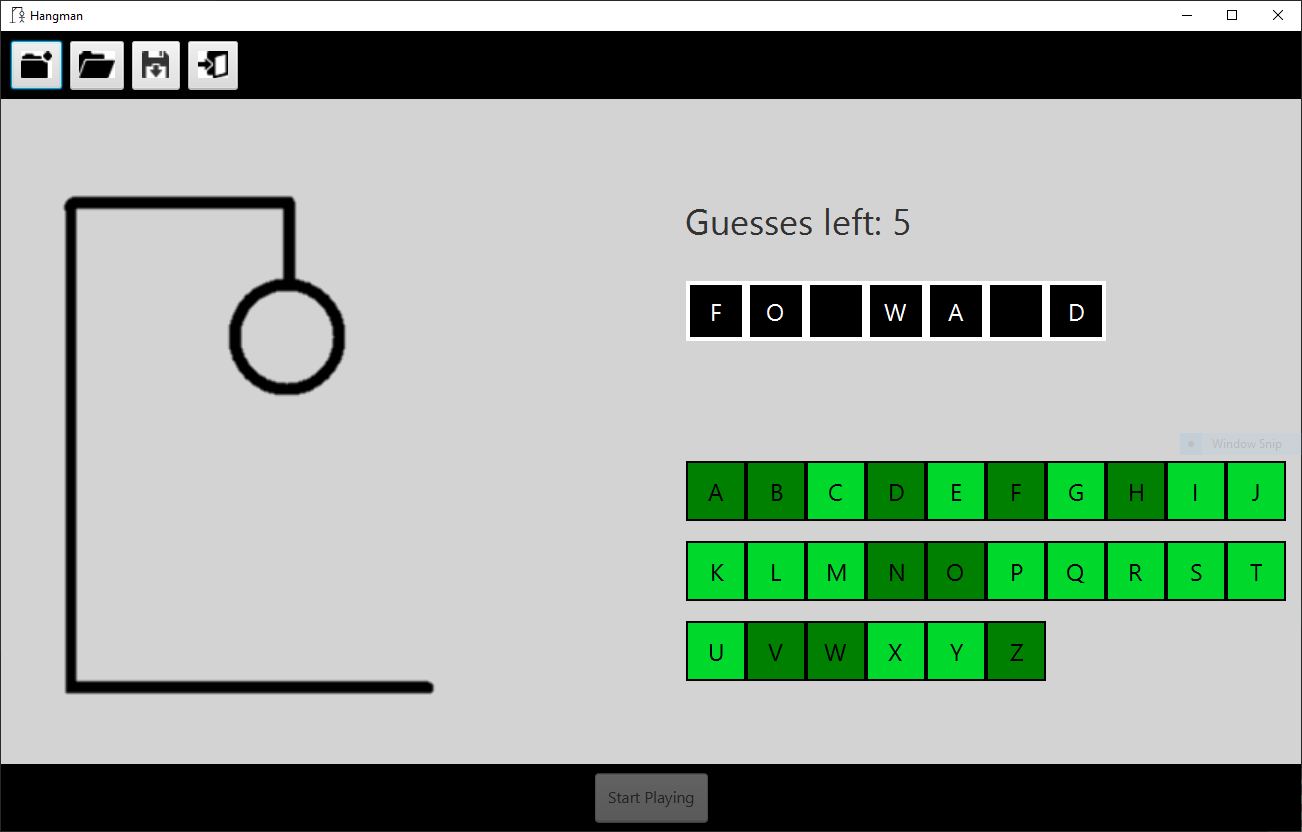 Hangman
Guesses left: 5
F O W A D
Window Snip
A B C D E F G H I J
K L M N O P Q R S T
U V W X Y Z
Start Playing